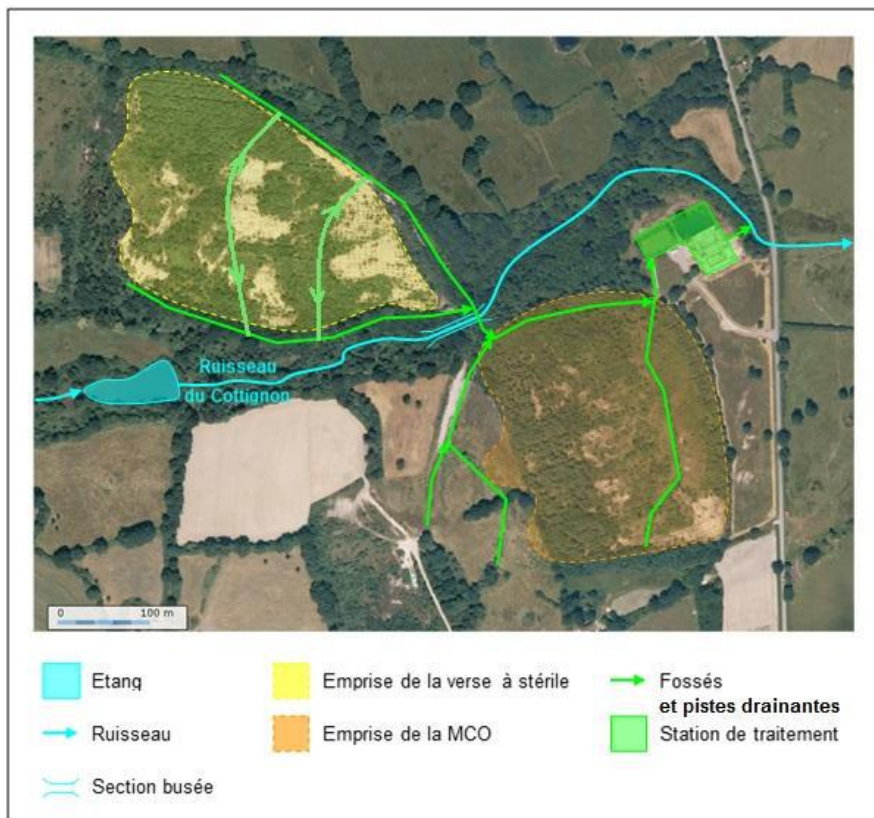 Ruisseau
du Cottignon
0 100 m
Etang
Emprise de la verse à stérile
Fossés
et pistes drainantes
Ruisseau
Emprise de la MCO
Station de traitement
Section busée